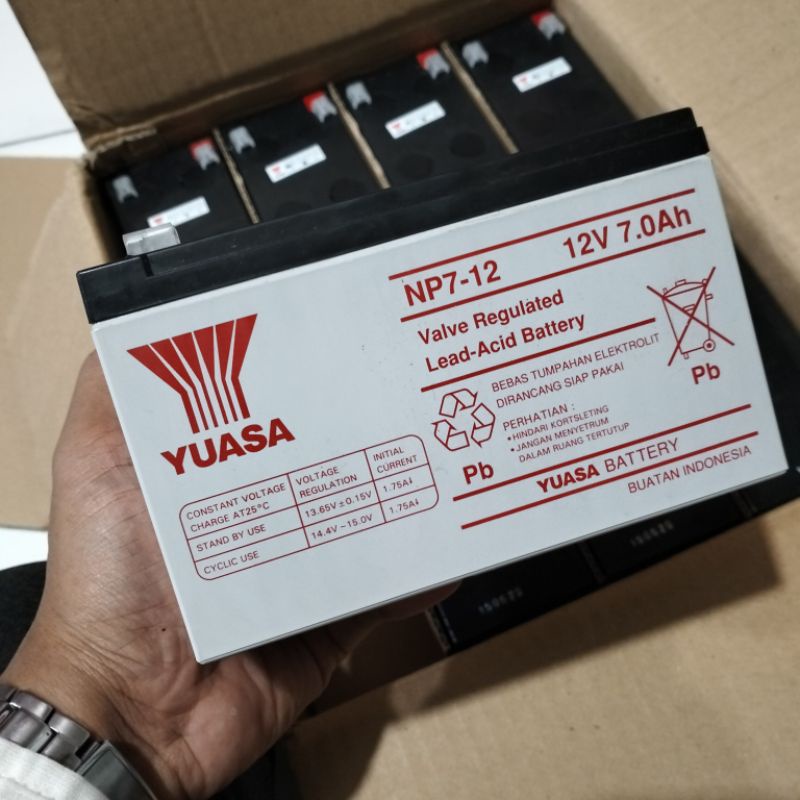 NP7-12 12V 7.0Ah
Valve Regulated
Lead-Acid Battery
Pb
BEBAS TUMPAHAN ELEKTROLIT
DIRANCANG SIAP PAKAI
PERHATIAN :
• HINDARI KORTSLETING
• JANGAN MENYETRUM
DALAM RUANG TERTUTUP
Pb
YUASA BATTERY
BUATAN INDONESIA
YUASA
CONSTANT VOLTAGE CHARGE AT25°C VOLTAGE REGULATION INITIAL CURRENT
STAND BY USE 13.65V ± 0.15V 1.75A↓
CYCLIC USE 14.4V ~ 15.0V 1.75A↓
150620
150620